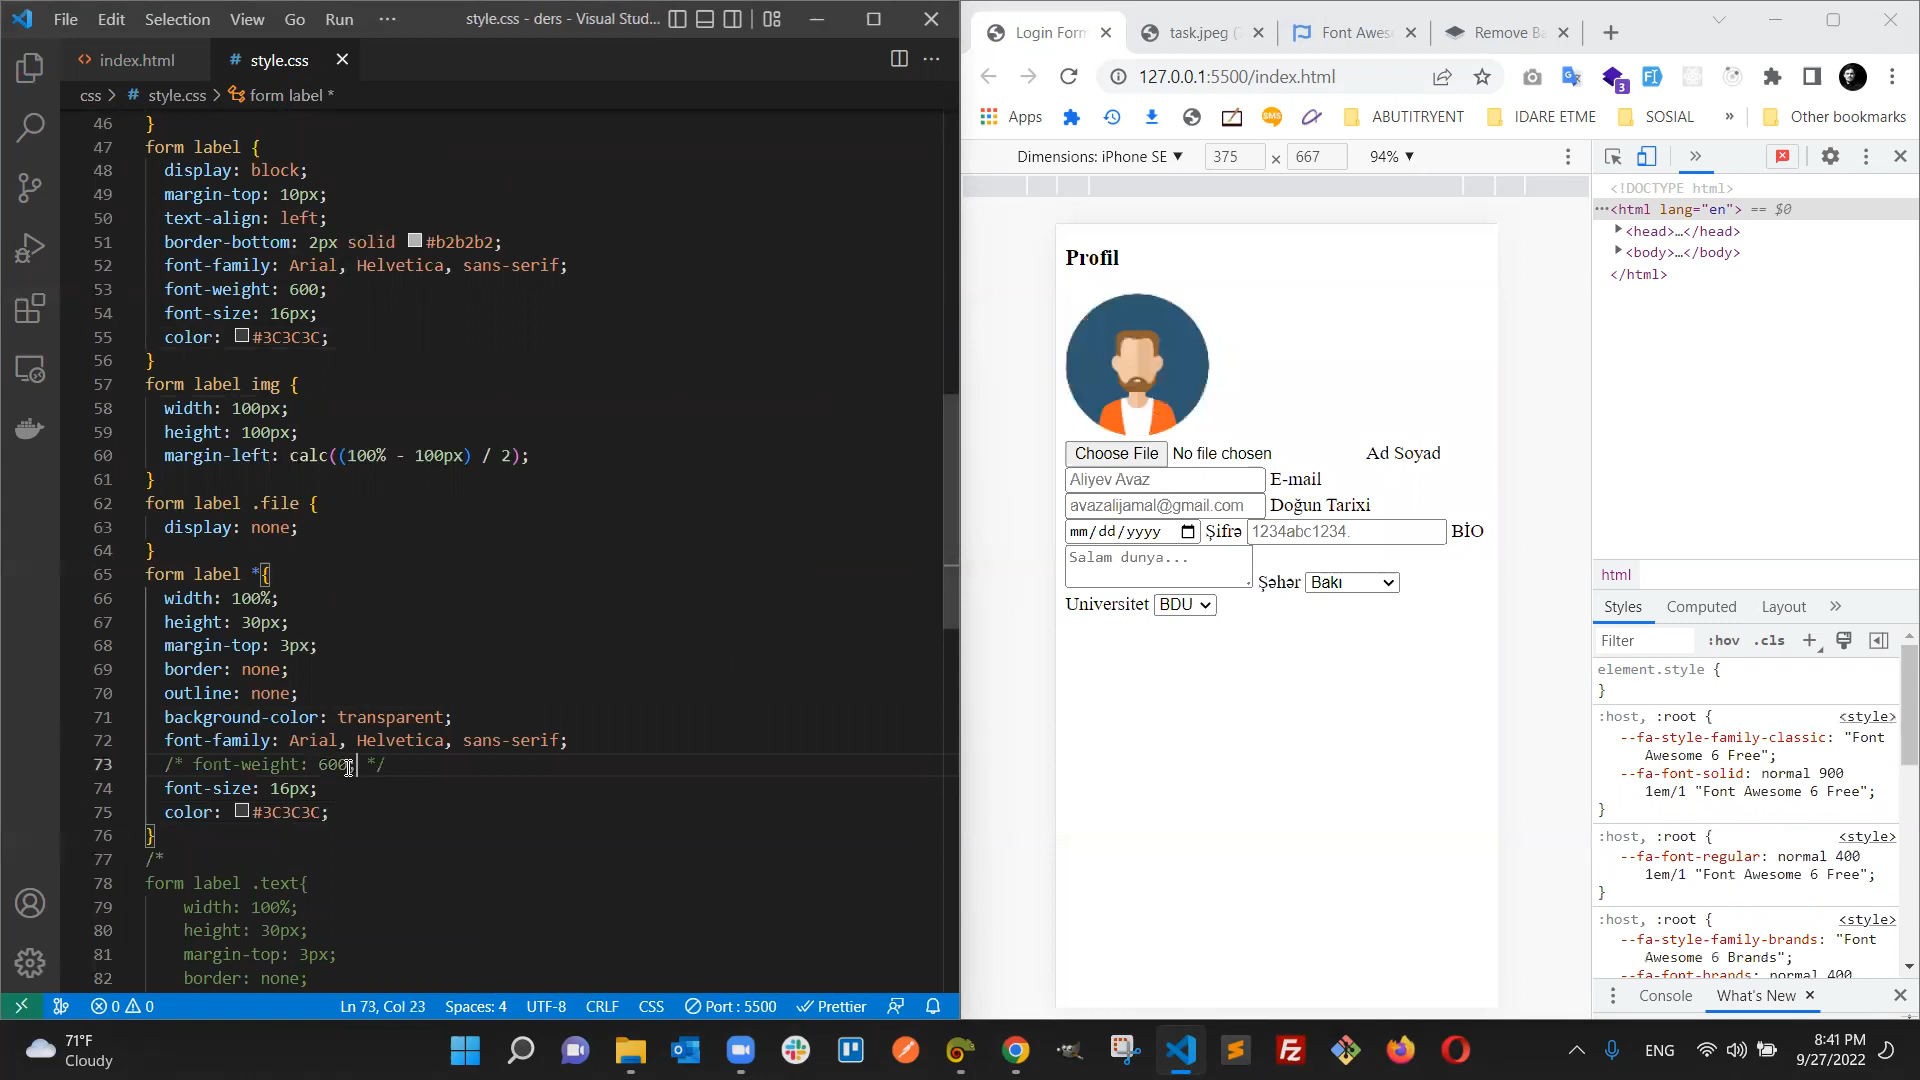 File Edit Selection View Go Run ··· style.css - ders - Visual Stud...
index.html style.css
css > style.css > form label *
46 }
47 form label {
48 display: block;
49 margin-top: 10px;
50 text-align: left;
51 border-bottom: 2px solid #b2b2b2;
52 font-family: Arial, Helvetica, sans-serif;
53 font-weight: 600;
54 font-size: 16px;
55 color: #3C3C3C;
56 }
57 form label img {
58 width: 100px;
59 height: 100px;
60 margin-left: calc((100% - 100px) / 2);
61 }
62 form label .file {
63 display: none;
64 }
65 form label *{
66 width: 100%;
67 height: 30px;
68 margin-top: 3px;
69 border: none;
70 outline: none;
71 background-color: transparent;
72 font-family: Arial, Helvetica, sans-serif;
73 /* font-weight: 600; */
74 font-size: 16px;
75 color: #3C3C3C;
76 }
77 /*
78 form label .text{
79 width: 100%;
80 height: 30px;
81 margin-top: 3px;
82 border: none;
0 0 Ln 73, Col 23 Spaces: 4 UTF-8 CRLF CSS Port : 5500 Prettier
Login Form task.jpeg ( Font Awes Remove Ba
127.0.0.1:5500/index.html
3
Apps SMS ABUTITRYENT IDARE ETME SOSIAL » Other bookmarks
Dimensions: iPhone SE 375 × 667 94%
Profil
Choose File No file chosen Ad Soyad
Aliyev Avaz E-mail
avazalijamal@gmail.com Doğun Tarixi
mm/dd/yyyy Şifrə 1234abc1234. BİO
Salam dunya... Şəhər Bakı
Universitet BDU
<!DOCTYPE html>
···<html lang="en"> == $0
<head>…</head>
<body>…</body>
</html>
html
Styles Computed Layout »
Filter :hov .cls +
element.style {
}
:host, :root { <style>
--fa-style-family-classic: "Font
Awesome 6 Free";
--fa-font-solid: normal 900
1em/1 "Font Awesome 6 Free";
}
:host, :root { <style>
--fa-font-regular: normal 400
1em/1 "Font Awesome 6 Free";
}
:host, :root { <style>
--fa-style-family-brands: "Font
Awesome 6 Brands";
--fa-font-brands: normal 400
Console What's New
71°F
Cloudy
ENG
8:41 PM
9/27/2022